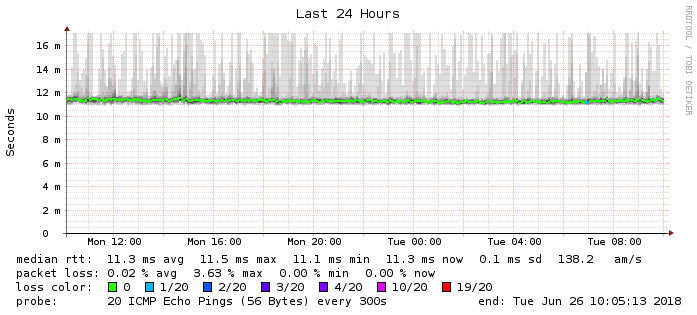 Last 24 Hours
RRDTOOL / TOBI OETIKER
Seconds
16 m
14 m
12 m
10 m
8 m
6 m
4 m
2 m
0
Mon 12:00 Mon 16:00 Mon 20:00 Tue 00:00 Tue 04:00 Tue 08:00
median rtt: 11.3 ms avg 11.5 ms max 11.1 ms min 11.3 ms now 0.1 ms sd 138.2 am/s
packet loss: 0.02 % avg 3.63 % max 0.00 % min 0.00 % now
loss color: 0 1/20 2/20 3/20 4/20 10/20 19/20
probe: 20 ICMP Echo Pings (56 Bytes) every 300s end: Tue Jun 26 10:05:13 2018